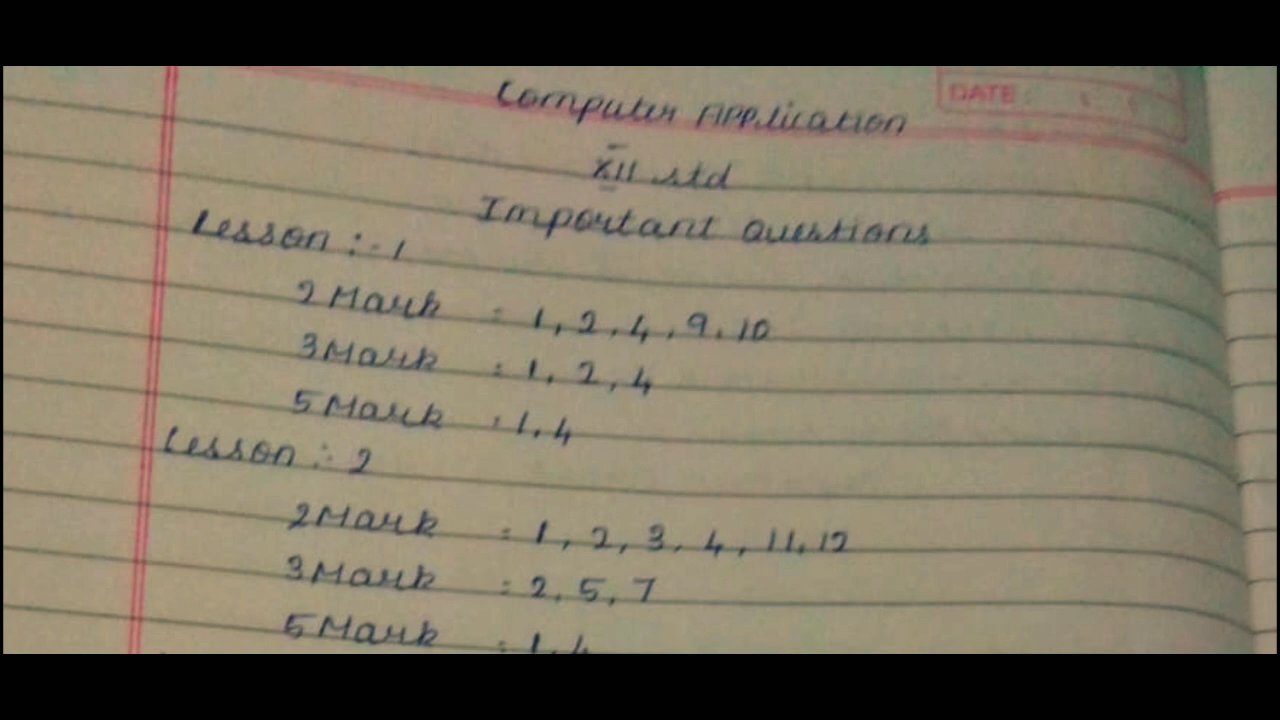 DATE :
Computer Application
XII std
Important Questions
Lesson :- 1
2 Mark : 1, 2, 4, 9, 10
3 Mark : 1, 2, 4
5 Mark : 1, 4
Lesson :- 2
2 Mark : 1, 2, 3, 4, 11, 12
3 Mark : 2, 5, 7
5 Mark : 1, 4